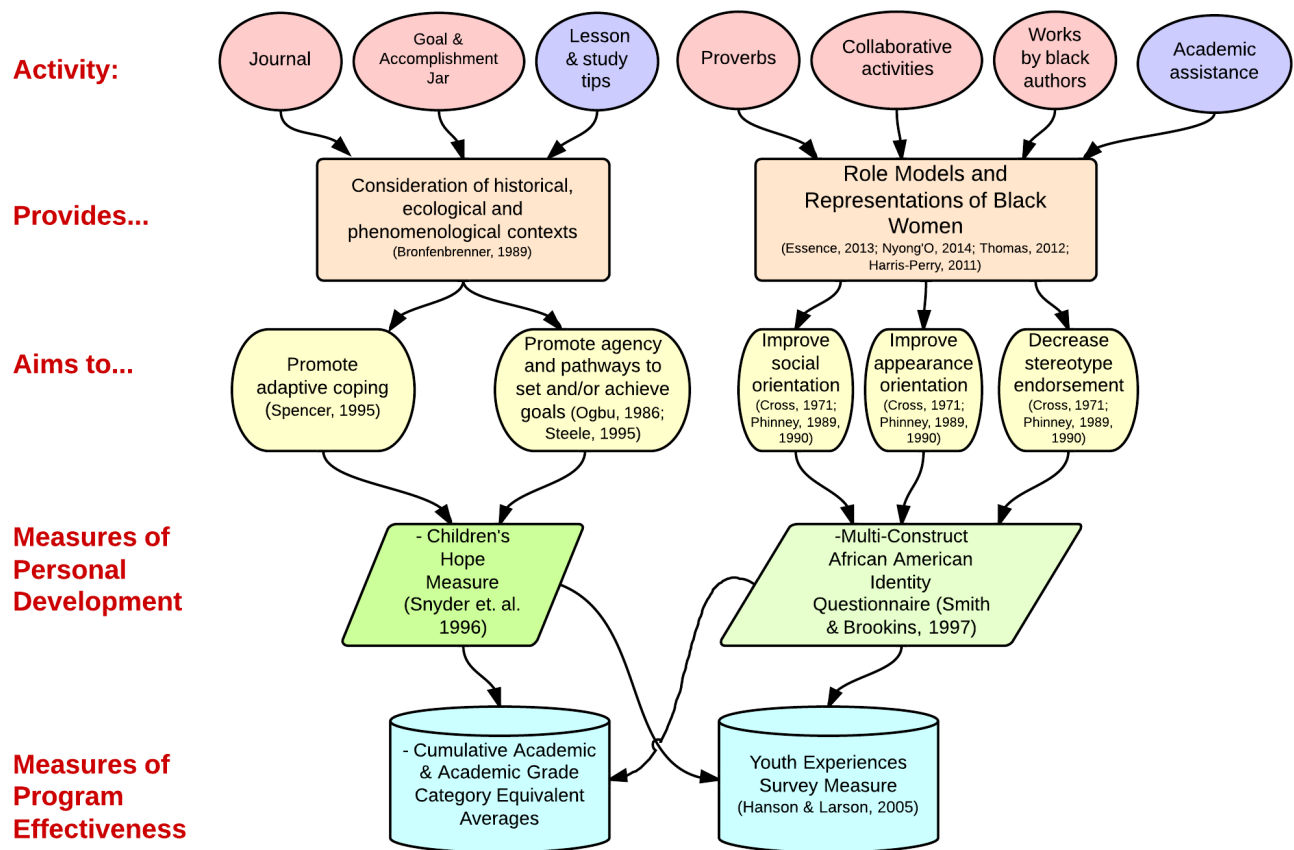 Activity:
Journal
Goal &
Accomplishment
Jar
Lesson
& study
tips
Proverbs
Collaborative
activities
Works
by black
authors
Academic
assistance
Provides...
Consideration of historical,
ecological and
phenomenological contexts
(Bronfenbrenner, 1989)
Role Models and
Representations of Black
Women
(Essence, 2013; Nyong'O, 2014; Thomas, 2012;
Harris-Perry, 2011)
Aims to...
Promote
adaptive coping
(Spencer, 1995)
Promote agency
and pathways to
set and/or achieve
goals (Ogbu, 1986;
Steele, 1995)
Improve
social
orientation
(Cross, 1971;
Phinney, 1989,
1990)
Improve
appearance
orientation
(Cross, 1971;
Phinney, 1989,
1990)
Decrease
stereotype
endorsement
(Cross, 1971;
Phinney, 1989,
1990)
Measures of
Personal
Development
- Children's
Hope
Measure
(Snyder et. al.
1996)
-Multi-Construct
African American
Identity
Questionnaire (Smith
& Brookins, 1997)
Measures of
Program
Effectiveness
- Cumulative Academic
& Academic Grade
Category Equivalent
Averages
Youth Experiences
Survey Measure
(Hanson & Larson, 2005)